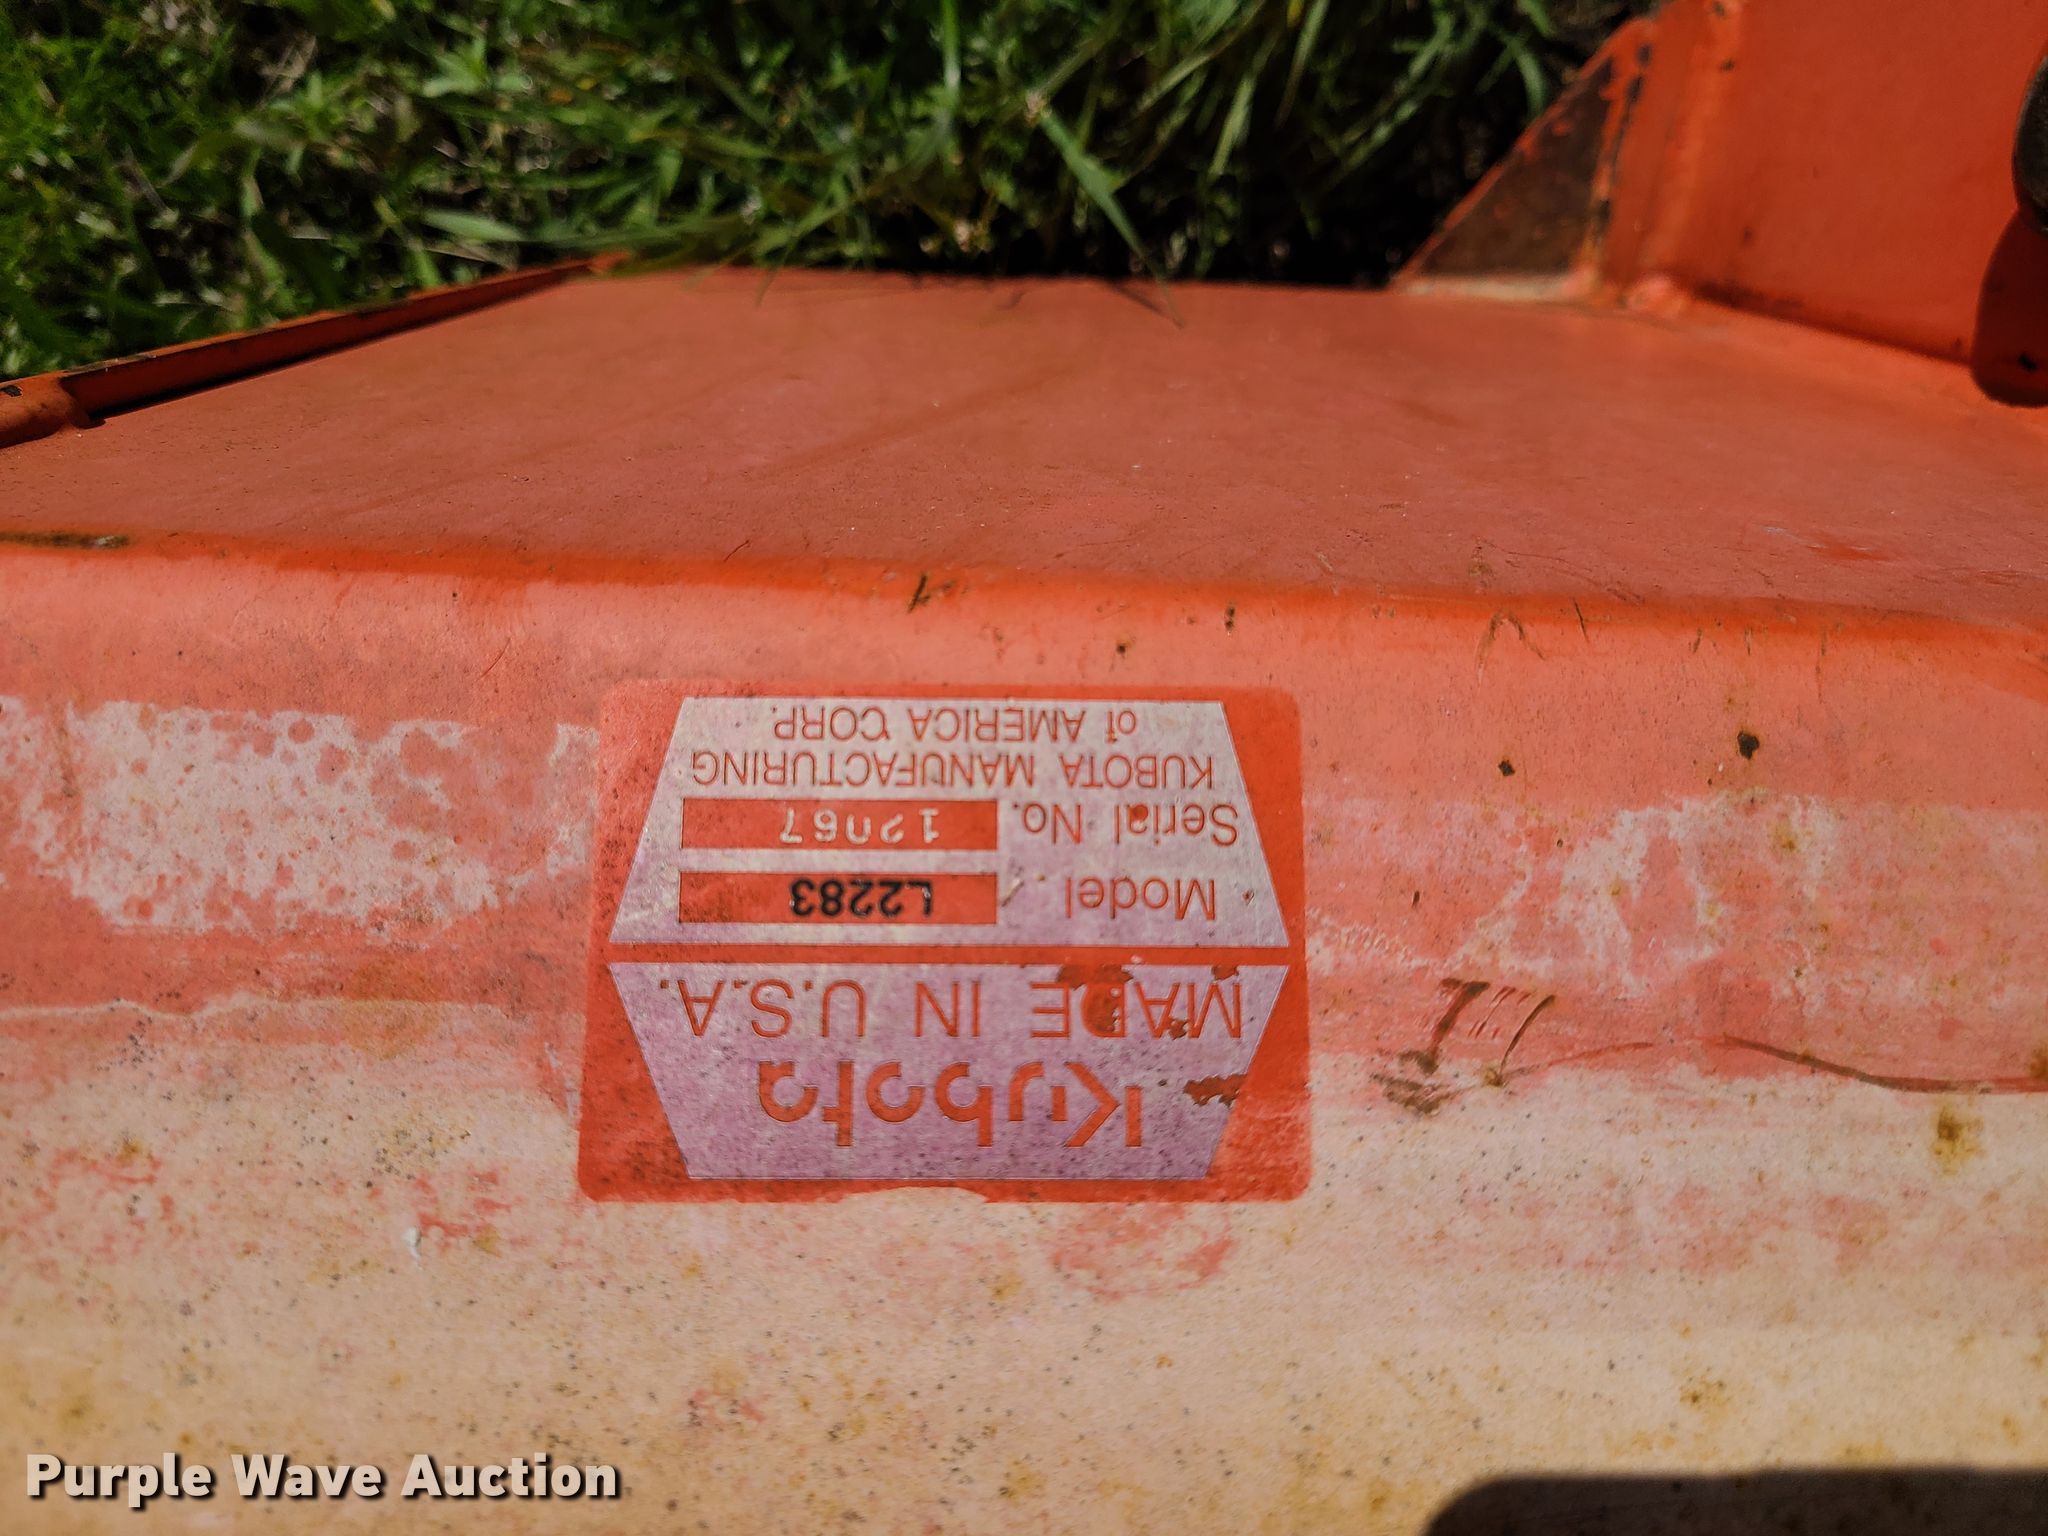 Kubota
MADE IN U.S.A.
Model L2283
Serial No. 12067
KUBOTA MANUFACTURING
of AMERICA CORP.
Purple Wave Auction